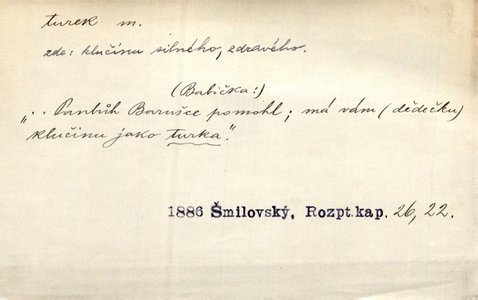 turek m.
zde: klučinu silného, zdravého.
(Babička:)
„.. Pambůh Barušce pomohl; má vám (dědečku)
klučinu jako turka."
1886 Šmilovský, Rozpt.kap. 26, 22.